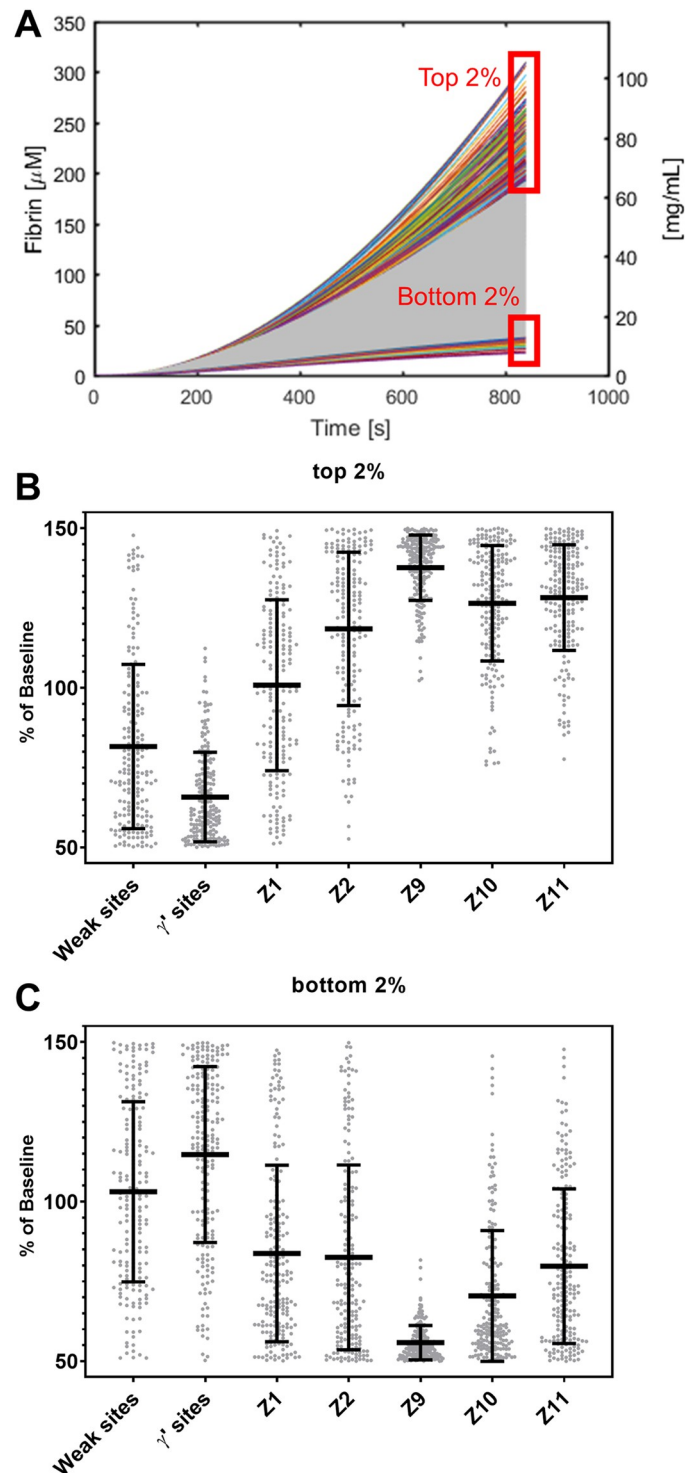 A
Fibrin [μM]
350
300
250
200
150
100
50
0
Top 2%
Bottom 2%
100
80
60
40
20
0
[mg/mL]
0 200 400 600 800 1000
Time [s]
top 2%
B
% of Baseline
150
100
50
Weak sites γ' sites Z1 Z2 Z9 Z10 Z11
bottom 2%
C
% of Baseline
150
100
50
Weak sites γ' sites Z1 Z2 Z9 Z10 Z11